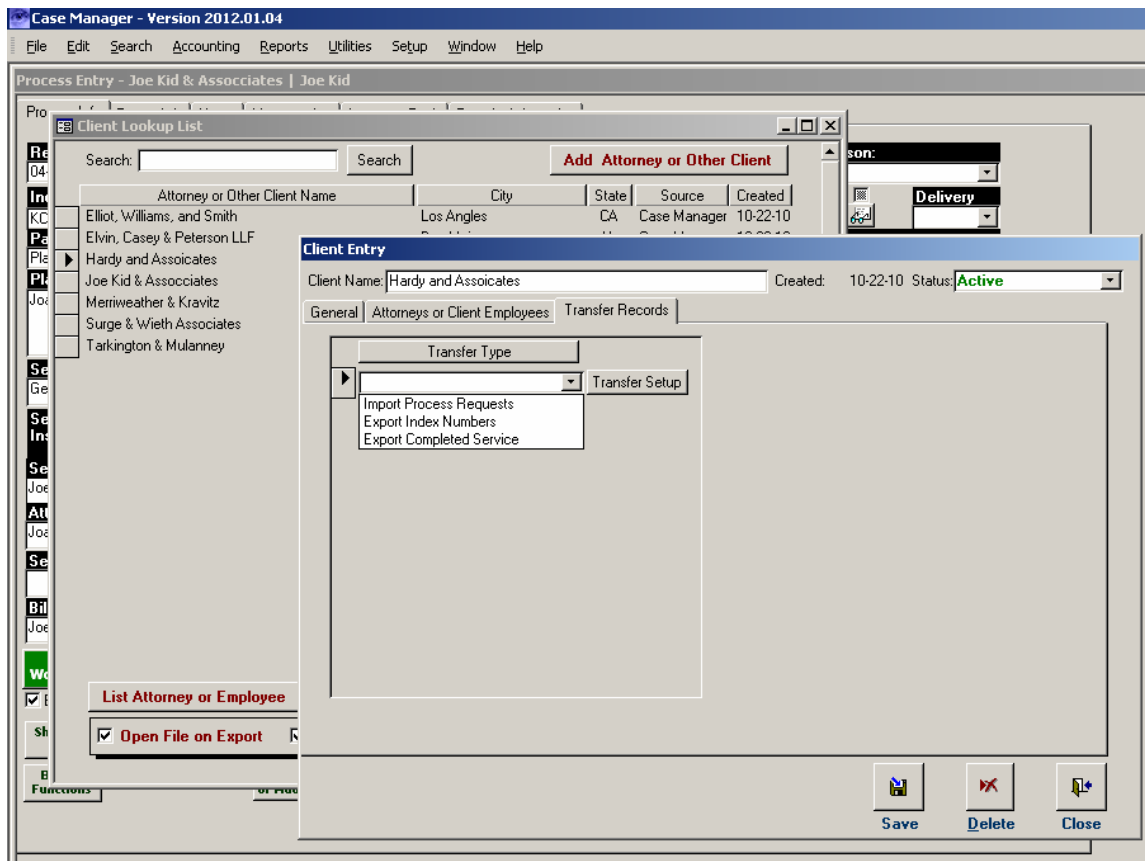 Case Manager - Version 2012.01.04
File Edit Search Accounting Reports Utilities Setup Window Help
Process Entry - Joe Kid & Assocciates | Joe Kid
Client Lookup List
Search: Search Add Attorney or Other Client
Attorney or Other Client Name City State Source Created
Elliot, Williams, and Smith Los Angles CA Case Manager 10-22-10
Elvin, Casey & Peterson LLF
Hardy and Assoicates
Joe Kid & Assocciates
Merriweather & Kravitz
Surge & Wieth Associates
Tarkington & Mulanney
Delivery
Client Entry
Client Name: Hardy and Assoicates Created: 10-22-10 Status: Active
General Attorneys or Client Employees Transfer Records
Transfer Type
Transfer Setup
Import Process Requests
Export Index Numbers
Export Completed Service
List Attorney or Employee
Open File on Export
Functions
Save Delete Close